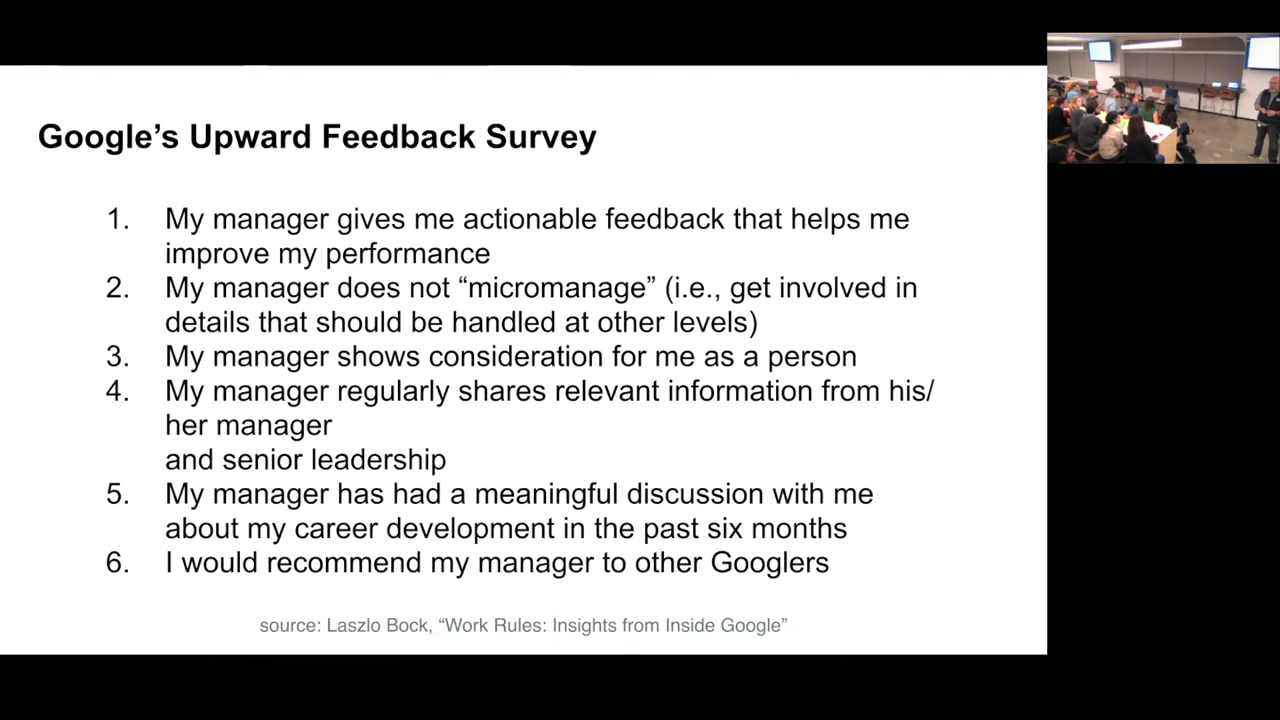 Google’s Upward Feedback Survey
1. My manager gives me actionable feedback that helps me
improve my performance
2. My manager does not “micromanage” (i.e., get involved in
details that should be handled at other levels)
3. My manager shows consideration for me as a person
4. My manager regularly shares relevant information from his/
her manager
and senior leadership
5. My manager has had a meaningful discussion with me
about my career development in the past six months
6. I would recommend my manager to other Googlers
source: Laszlo Bock, “Work Rules: Insights from Inside Google”